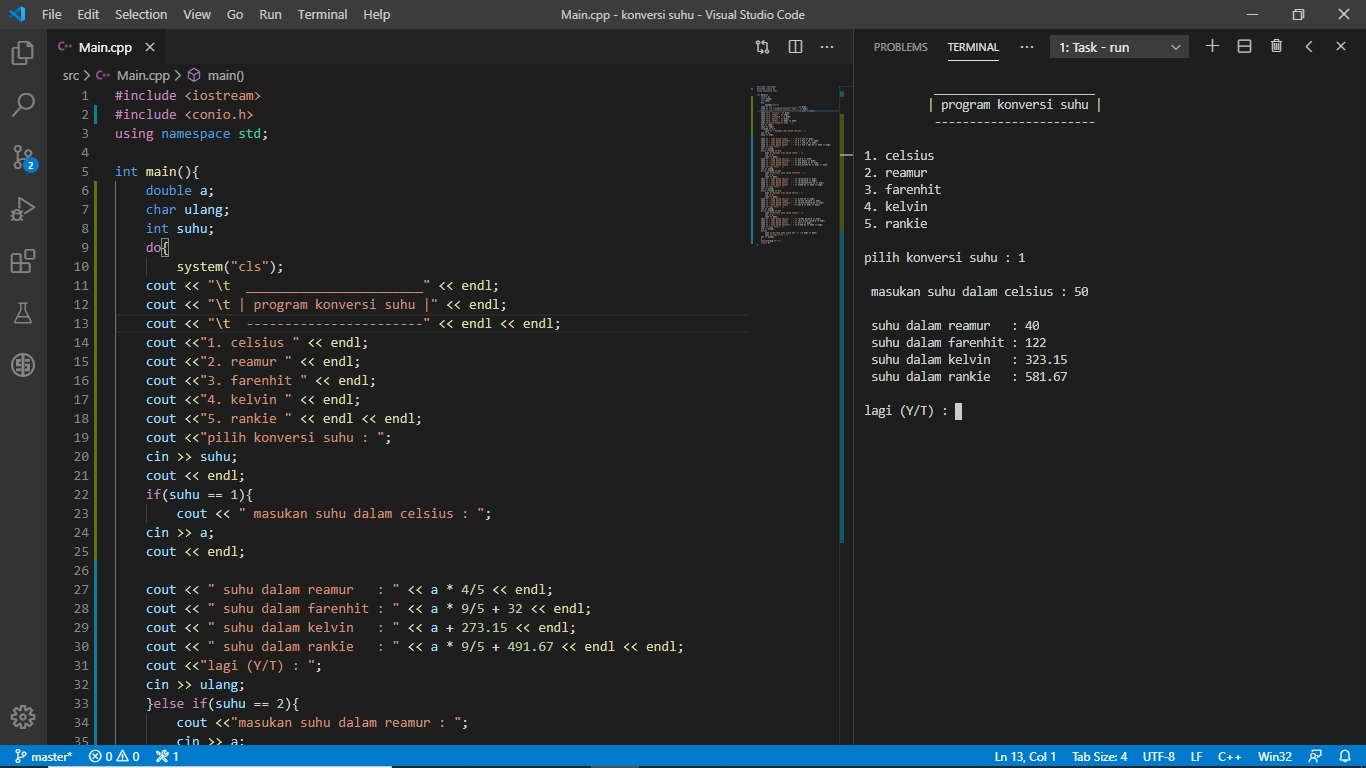 File Edit Selection View Go Run Terminal Help Main.cpp - konversi suhu - Visual Studio Code
Main.cpp
src > Main.cpp > main()
1 #include <iostream>
2 #include <conio.h>
3 using namespace std;
4
5 int main(){
6 double a;
7 char ulang;
8 int suhu;
9 do{
10 system("cls");
11 cout << "\t  _______________________" << endl;
12 cout << "\t | program konversi suhu |" << endl;
13 cout << "\t  -----------------------" << endl << endl;
14 cout <<"1. celsius " << endl;
15 cout <<"2. reamur " << endl;
16 cout <<"3. farenhit " << endl;
17 cout <<"4. kelvin " << endl;
18 cout <<"5. rankie " << endl << endl;
19 cout <<"pilih konversi suhu : ";
20 cin >> suhu;
21 cout << endl;
22 if(suhu == 1){
23 cout << " masukan suhu dalam celsius : ";
24 cin >> a;
25 cout << endl;
26
27 cout << " suhu dalam reamur   : " << a * 4/5 << endl;
28 cout << " suhu dalam farenhit : " << a * 9/5 + 32 << endl;
29 cout << " suhu dalam kelvin   : " << a + 273.15 << endl;
30 cout << " suhu dalam rankie   : " << a * 9/5 + 491.67 << endl << endl;
31 cout <<"lagi (Y/T) : ";
32 cin >> ulang;
33 }else if(suhu == 2){
34 cout <<"masukan suhu dalam reamur : ";
35 cin >> a;
PROBLEMS TERMINAL ... 1: Task - run
_______________________
| program konversi suhu |
-----------------------
1. celsius
2. reamur
3. farenhit
4. kelvin
5. rankie
pilih konversi suhu : 1
masukan suhu dalam celsius : 50
suhu dalam reamur   : 40
suhu dalam farenhit : 122
suhu dalam kelvin   : 323.15
suhu dalam rankie   : 581.67
lagi (Y/T) :
2
master* 0 0 1 Ln 13, Col 1 Tab Size: 4 UTF-8 LF C++ Win32